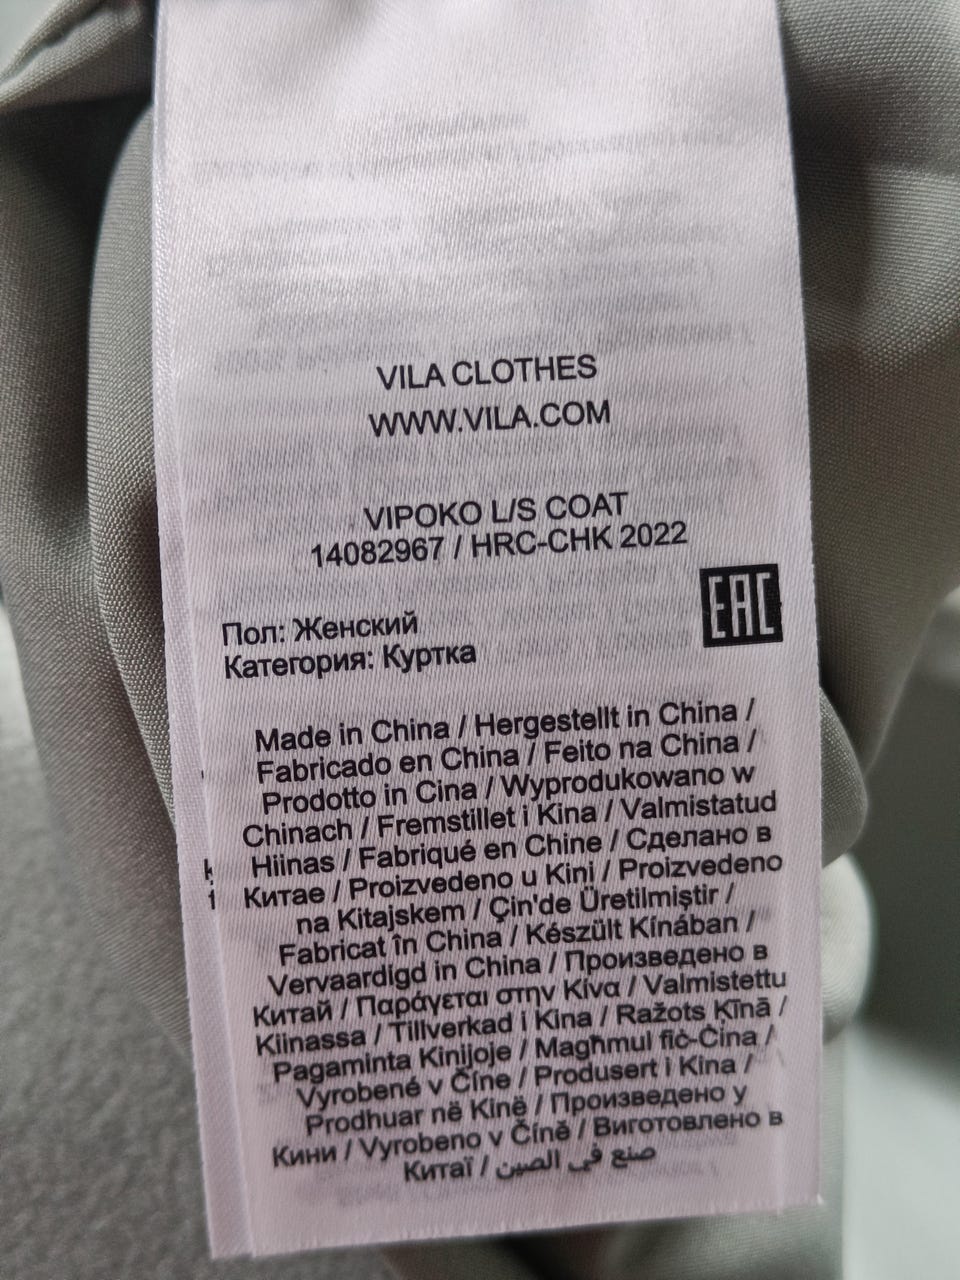 VILA CLOTHES
WWW.VILA.COM
VIPOKO L/S COAT
14082967 / HRC-CHK 2022
EAC
Пол: Женский
Категория: Куртка
Made in China / Hergestellt in China /
Fabricado en China / Feito na China /
Prodotto in Cina / Wyprodukowano w
Chinach / Fremstillet i Kina / Valmistatud
Hiinas / Fabriqué en Chine / Сделано в
Китае / Proizvedeno u Kini / Proizvedeno
na Kitajskem / Çin'de Üretilmiştir /
Fabricat în China / Készült Kínában /
Vervaardigd in China / Произведено в
Китай / Παράγεται στην Κίνα / Valmistettu
Kiinassa / Tillverkad i Kina / Ražots Ķīnā /
Pagaminta Kinijoje / Magħmul fiċ-Ċina /
Vyrobené v Číne / Produsert i Kina /
Prodhuar në Kinë / Произведено у
Кини / Vyrobeno v Číně / Виготовлено в
Китаї / صنع في الصين